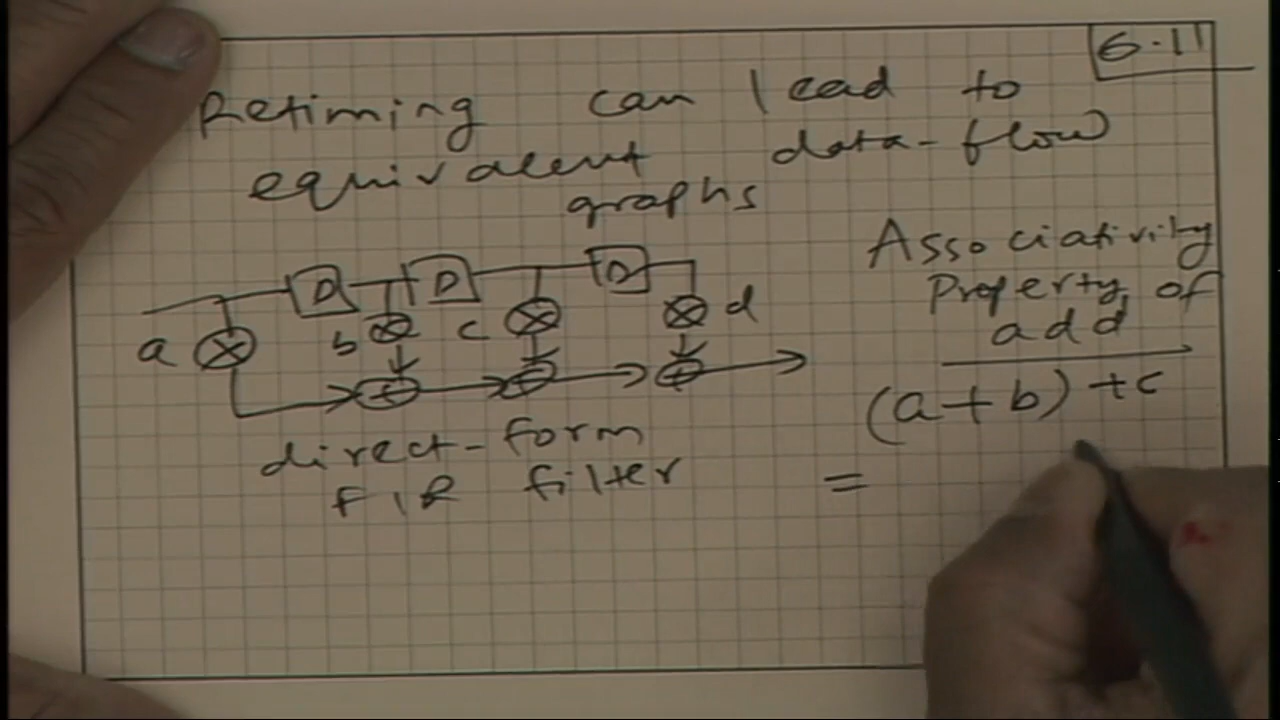 6.11
Retiming can lead to
equivalent data-flow
graphs
Associativity
Property of
add
D D D
a b c d
(a+b)+c
=
direct-form
FIR filter